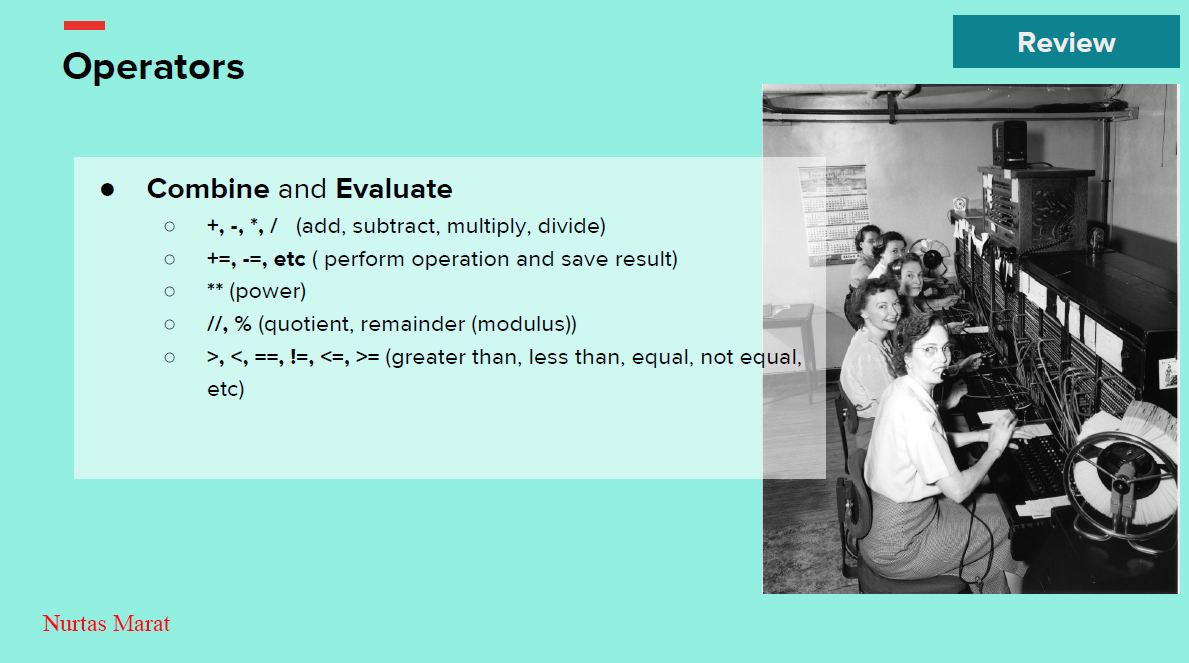 Review
Operators
● Combine and Evaluate
○ +, -, *, / (add, subtract, multiply, divide)
○ +=, -=, etc ( perform operation and save result)
○ ** (power)
○ //, % (quotient, remainder (modulus))
○ >, <, ==, !=, <=, >= (greater than, less than, equal, not equal,
etc)
Nurtas Marat